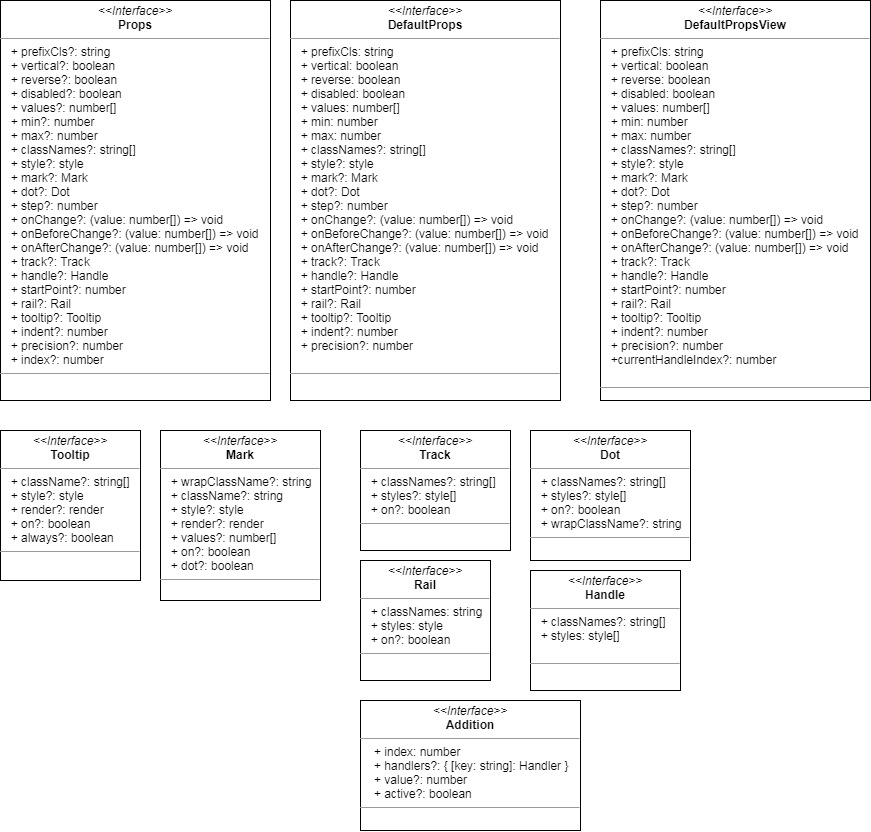 <<Interface>>
Props
+ prefixCls?: string
+ vertical?: boolean
+ reverse?: boolean
+ disabled?: boolean
+ values?: number[]
+ min?: number
+ max?: number
+ classNames?: string[]
+ style?: style
+ mark?: Mark
+ dot?: Dot
+ step?: number
+ onChange?: (value: number[]) => void
+ onBeforeChange?: (value: number[]) => void
+ onAfterChange?: (value: number[]) => void
+ track?: Track
+ handle?: Handle
+ startPoint?: number
+ rail?: Rail
+ tooltip?: Tooltip
+ indent?: number
+ precision?: number
+ index?: number
<<Interface>>
DefaultProps
+ prefixCls: string
+ vertical: boolean
+ reverse: boolean
+ disabled: boolean
+ values: number[]
+ min: number
+ max: number
+ classNames?: string[]
+ style?: style
+ mark?: Mark
+ dot?: Dot
+ step?: number
+ onChange?: (value: number[]) => void
+ onBeforeChange?: (value: number[]) => void
+ onAfterChange?: (value: number[]) => void
+ track?: Track
+ handle?: Handle
+ startPoint?: number
+ rail?: Rail
+ tooltip?: Tooltip
+ indent?: number
+ precision?: number
<<Interface>>
DefaultPropsView
+ prefixCls: string
+ vertical: boolean
+ reverse: boolean
+ disabled: boolean
+ values: number[]
+ min: number
+ max: number
+ classNames?: string[]
+ style?: style
+ mark?: Mark
+ dot?: Dot
+ step?: number
+ onChange?: (value: number[]) => void
+ onBeforeChange?: (value: number[]) => void
+ onAfterChange?: (value: number[]) => void
+ track?: Track
+ handle?: Handle
+ startPoint?: number
+ rail?: Rail
+ tooltip?: Tooltip
+ indent?: number
+ precision?: number
+currentHandleIndex?: number
<<Interface>>
Tooltip
+ className?: string[]
+ style?: style
+ render?: render
+ on?: boolean
+ always?: boolean
<<Interface>>
Mark
+ wrapClassName?: string
+ className?: string
+ style?: style
+ render?: render
+ values?: number[]
+ on?: boolean
+ dot?: boolean
<<Interface>>
Track
+ classNames?: string[]
+ styles?: style[]
+ on?: boolean
<<Interface>>
Dot
+ classNames?: string[]
+ styles?: style[]
+ on?: boolean
+ wrapClassName?: string
<<Interface>>
Rail
+ classNames: string
+ styles: style
+ on?: boolean
<<Interface>>
Handle
+ classNames?: string[]
+ styles: style[]
<<Interface>>
Addition
+ index: number
+ handlers?: { [key: string]: Handler }
+ value?: number
+ active?: boolean